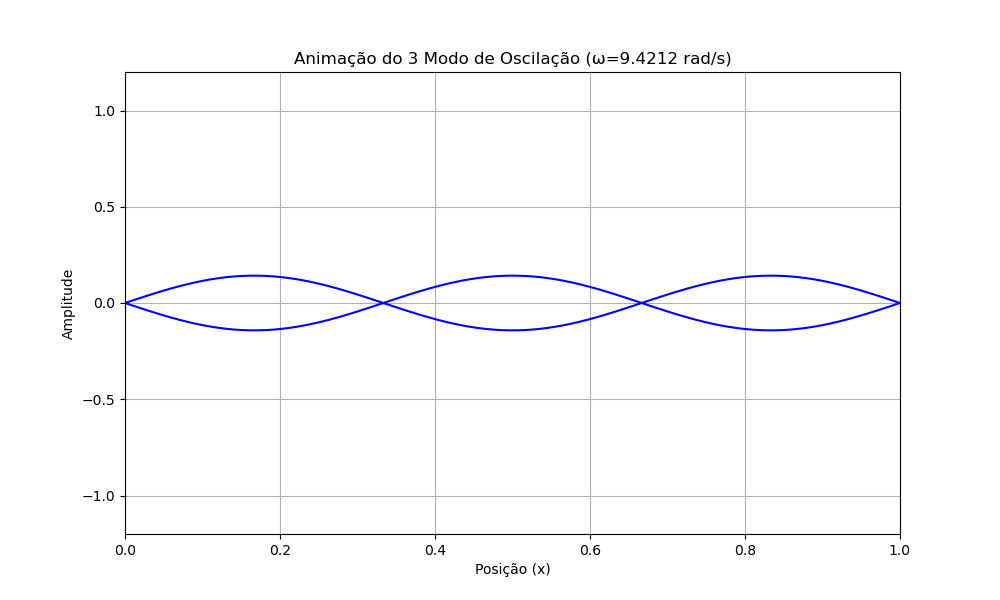 Animação do 3 Modo de Oscilação (ω=9.4212 rad/s)
1.0
0.5
0.0
−0.5
−1.0
Amplitude
0.0 0.2 0.4 0.6 0.8 1.0
Posição (x)